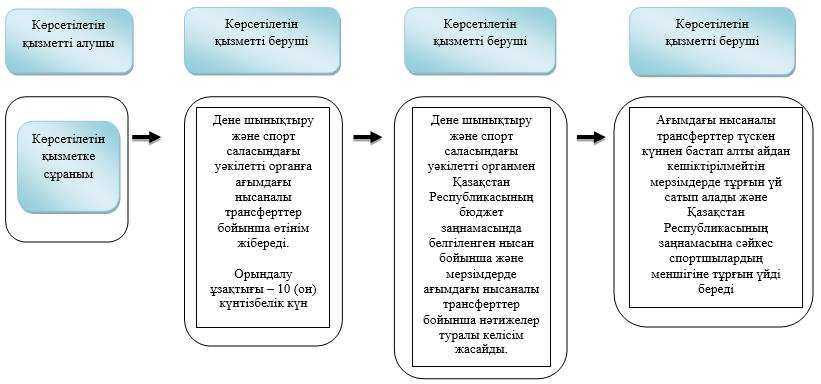 Көрсетілетін
қызметті алушы
Көрсетілетін
қызметті беруші
Көрсетілетін
қызметті беруші
Көрсетілетін
қызметті беруші
Көрсетілетін
қызметке
сұраным
Дене шынықтыру
және спорт
саласындағы
уәкілетті органға
ағымдағы
нысаналы
трансферттер
бойынша өтінім
жібереді.
Орындалу
ұзақтығы – 10 (он)
күнтізбелік күн
Дене шынықтыру
және спорт
саласындағы
уәкілетті органмен
Қазақстан
Республикасының
бюджет
заңнамасында
белгіленген нысан
бойынша және
мерзімдерде
ағымдағы нысаналы
трансферттер
бойынша нәтижелер
туралы келісім
жасайды.
Ағымдағы нысаналы
трансферттер түскен
күннен бастап алты айдан
кешіктірілмейтін
мерзімдерде тұрғын үй
сатып алады және
Қазақстан
Республикасының
заңнамасына сәйкес
спортшылардың
меншігіне тұрғын үйді
береді